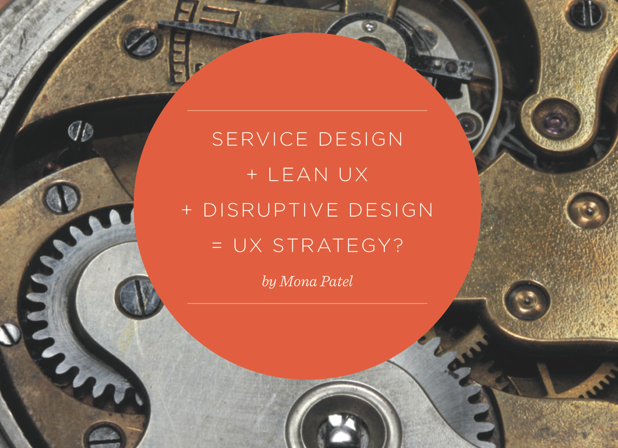 SERVICE DESIGN
+ LEAN UX
+ DISRUPTIVE DESIGN
= UX STRATEGY?
by Mona Patel